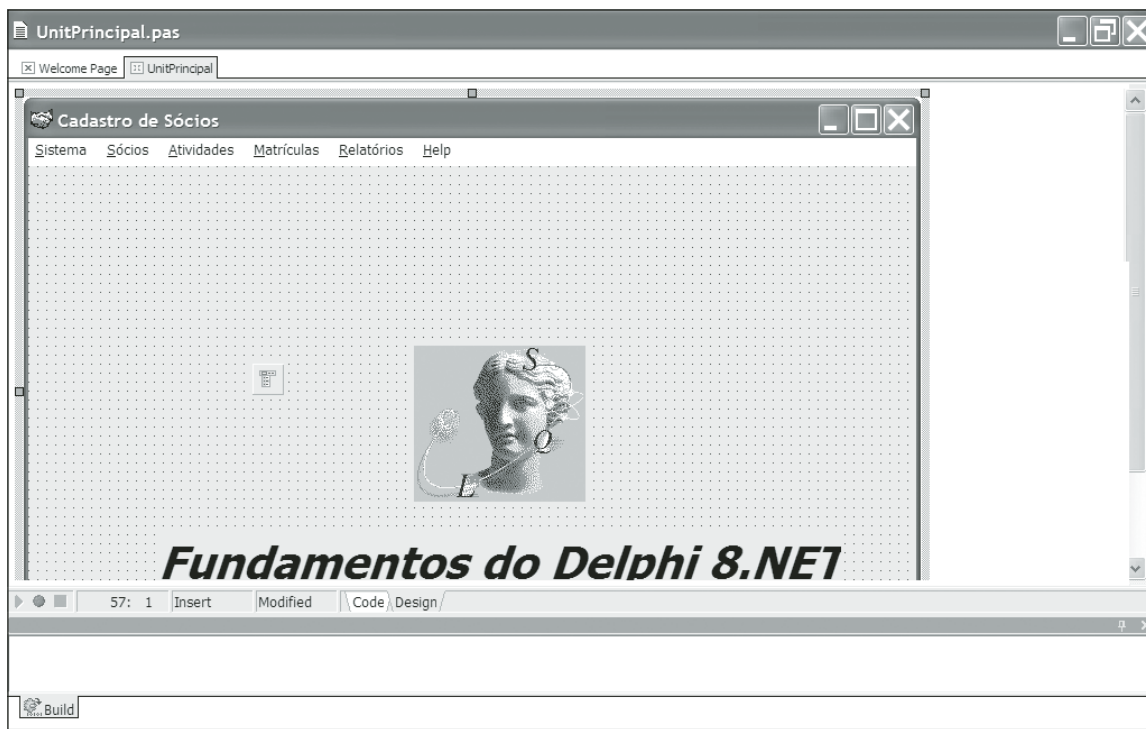 UnitPrincipal.pas
Welcome Page UnitPrincipal
Cadastro de Sócios
Sistema Sócios Atividades Matrículas Relatórios Help
S
Q
L
Fundamentos do Delphi 8.NET
57: 1 Insert Modified Code Design
Build